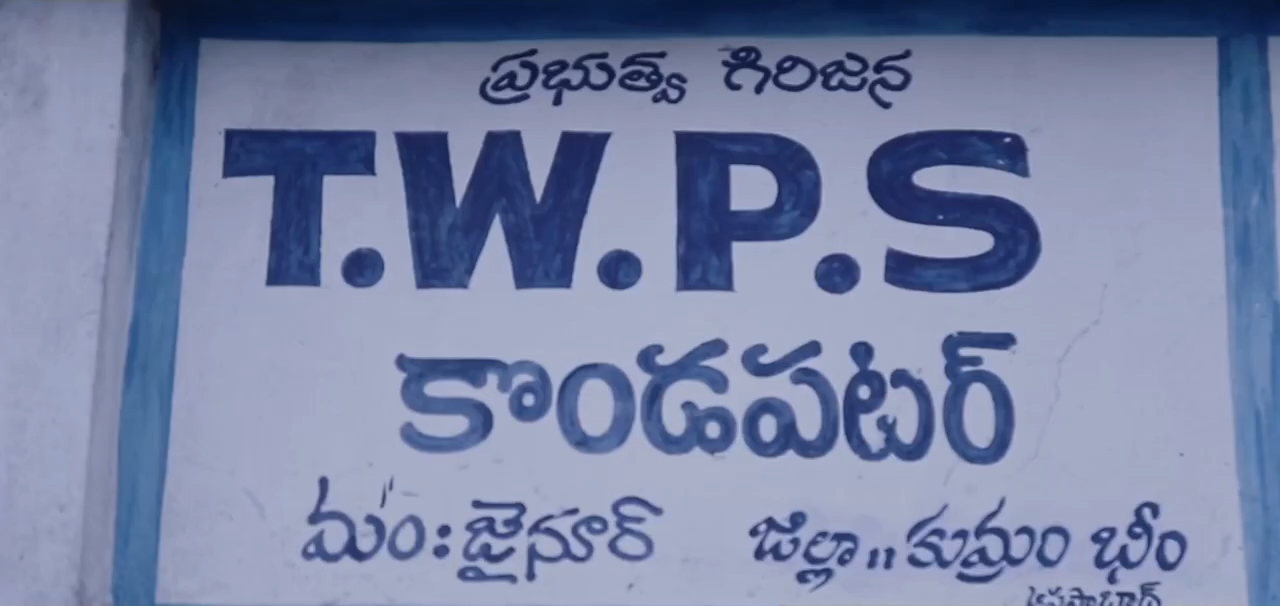 ప్రభుత్వ గిరిజన
T.W.P.S
కొండపటర్
మం: జైనూర్ జిల్లా,, కుమ్రం భీం